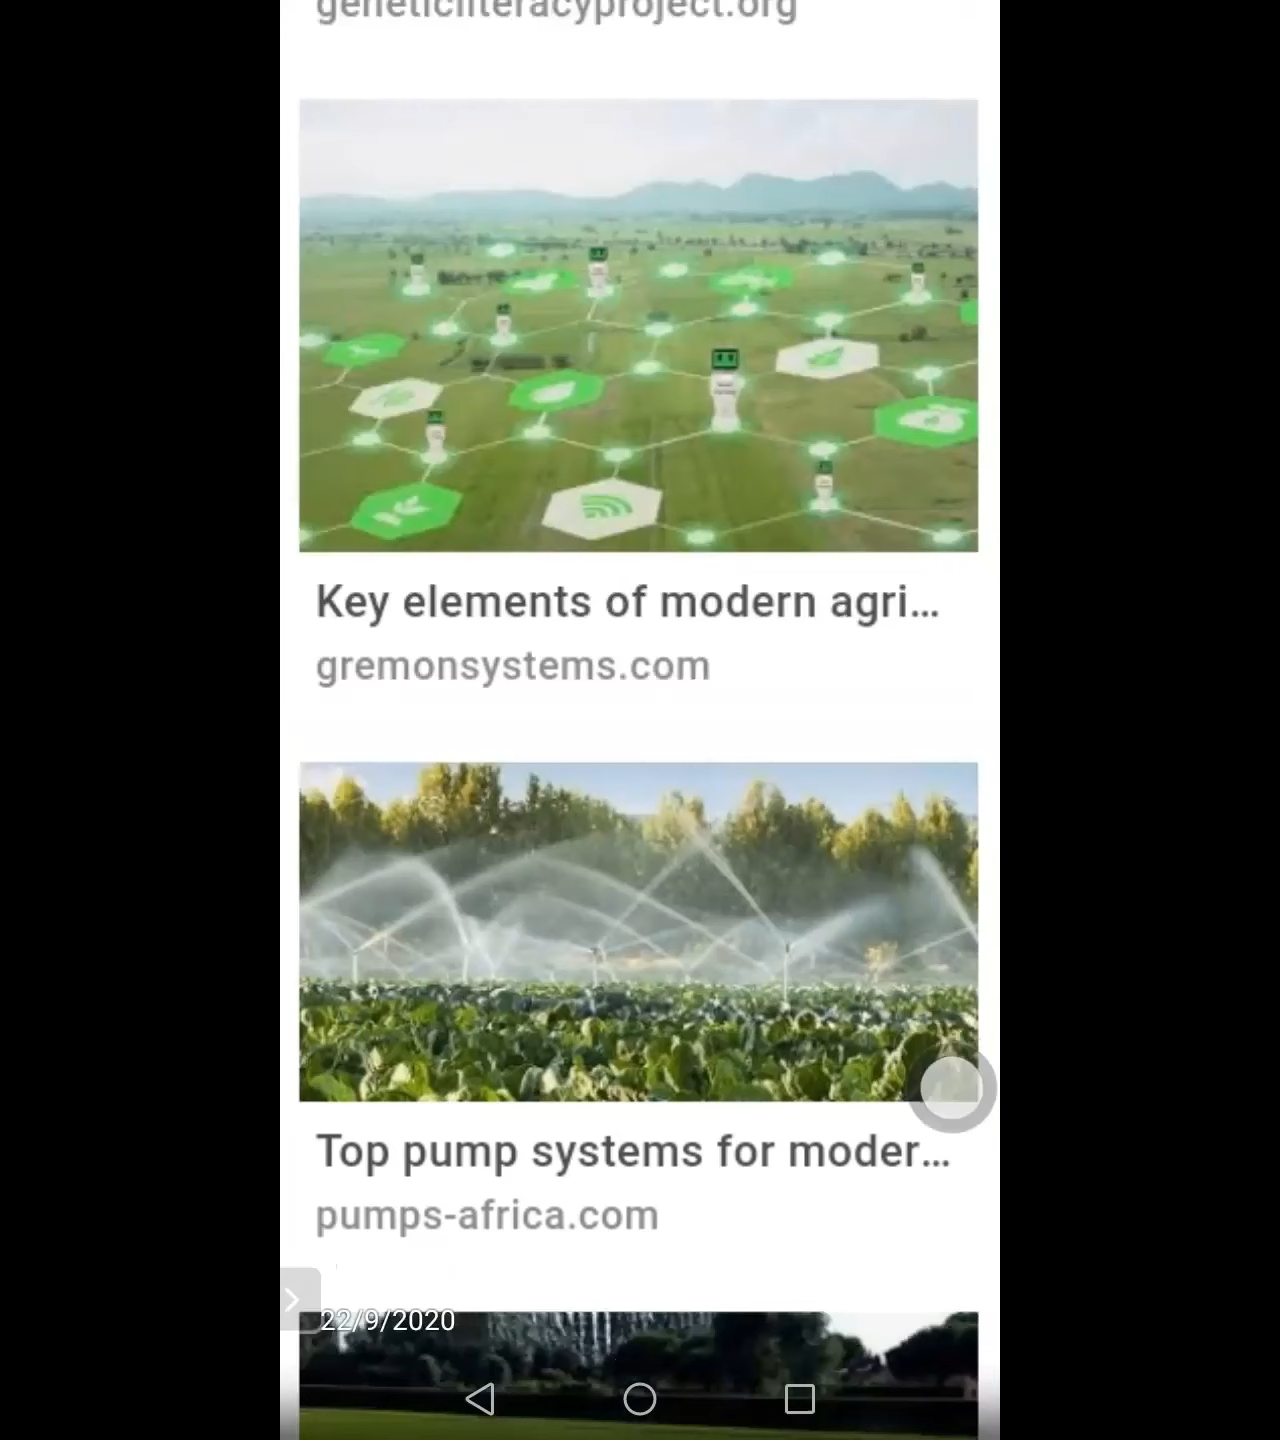 geneticliteracyproject.org
Key elements of modern agri...
gremonsystems.com
Top pump systems for moder...
pumps-africa.com
22/9/2020